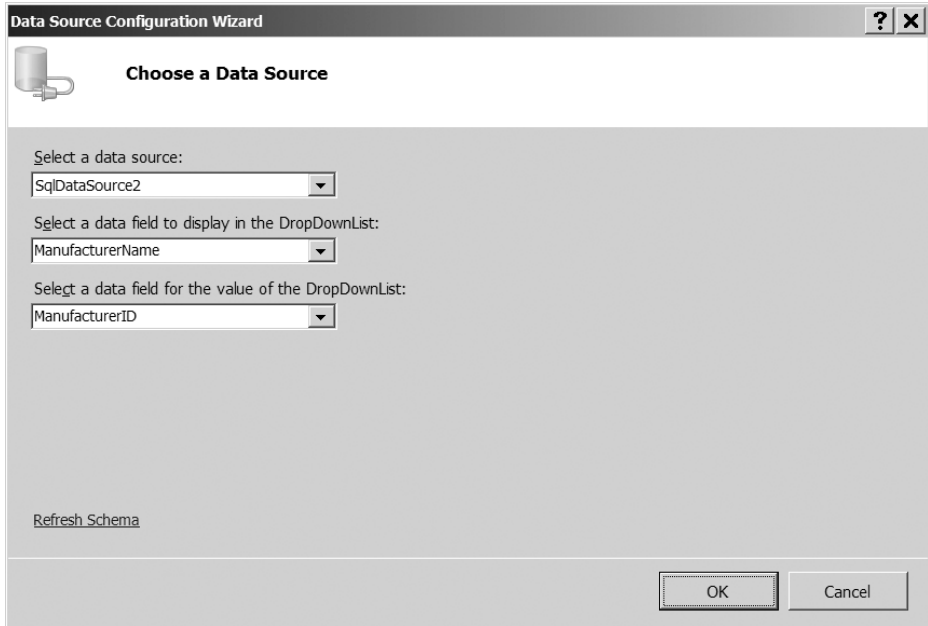 Data Source Configuration Wizard
Choose a Data Source
Select a data source:
SqlDataSource2
Select a data field to display in the DropDownList:
ManufacturerName
Select a data field for the value of the DropDownList:
ManufacturerID
Refresh Schema
OK
Cancel